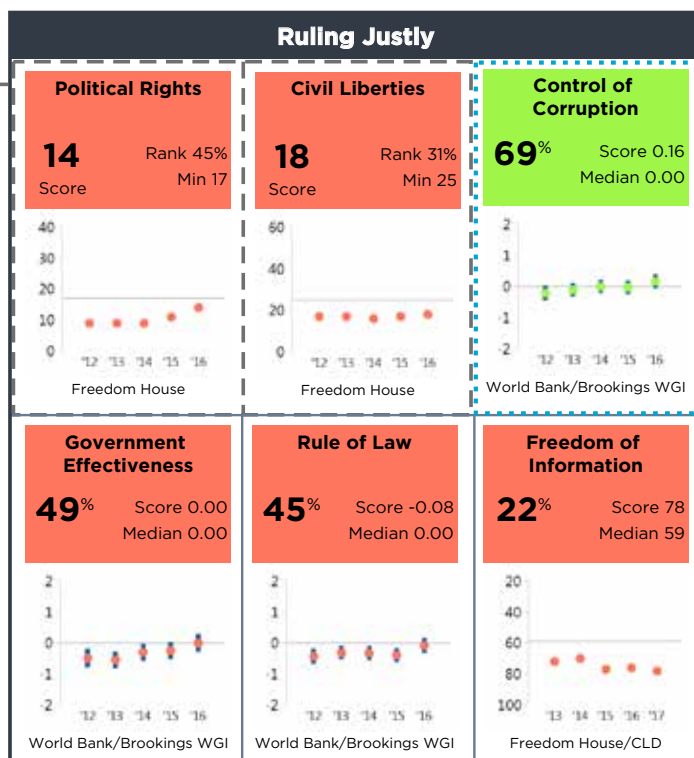 Ruling Justly
Political Rights
14
Score
Rank 45%
Min 17
40
30
20
10
0
'12 '13 '14 '15 '16
Freedom House
Civil Liberties
18
Score
Rank 31%
Min 25
60
40
20
0
'12 '13 '14 '15 '16
Freedom House
Control of
Corruption
69%
Score 0.16
Median 0.00
2
1
0
-1
-2
'12 '13 '14 '15 '16
World Bank/Brookings WGI
Government
Effectiveness
49%
Score 0.00
Median 0.00
2
1
0
-1
-2
'12 '13 '14 '15 '16
World Bank/Brookings WGI
Rule of Law
45%
Score -0.08
Median 0.00
2
1
0
-1
-2
'12 '13 '14 '15 '16
World Bank/Brookings WGI
Freedom of
Information
22%
Score 78
Median 59
20
40
60
80
100
'13 '14 '15 '16 '17
Freedom House/CLD